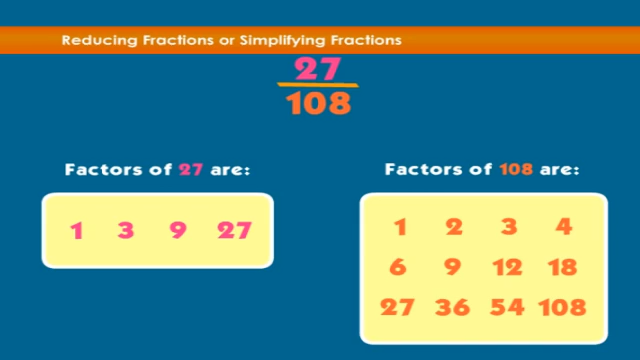 Reducing Fractions or Simplifying Fractions
27
108
Factors of 27 are:
1 3 9 27
Factors of 108 are:
1 2 3 4
6 9 12 18
27 36 54 108